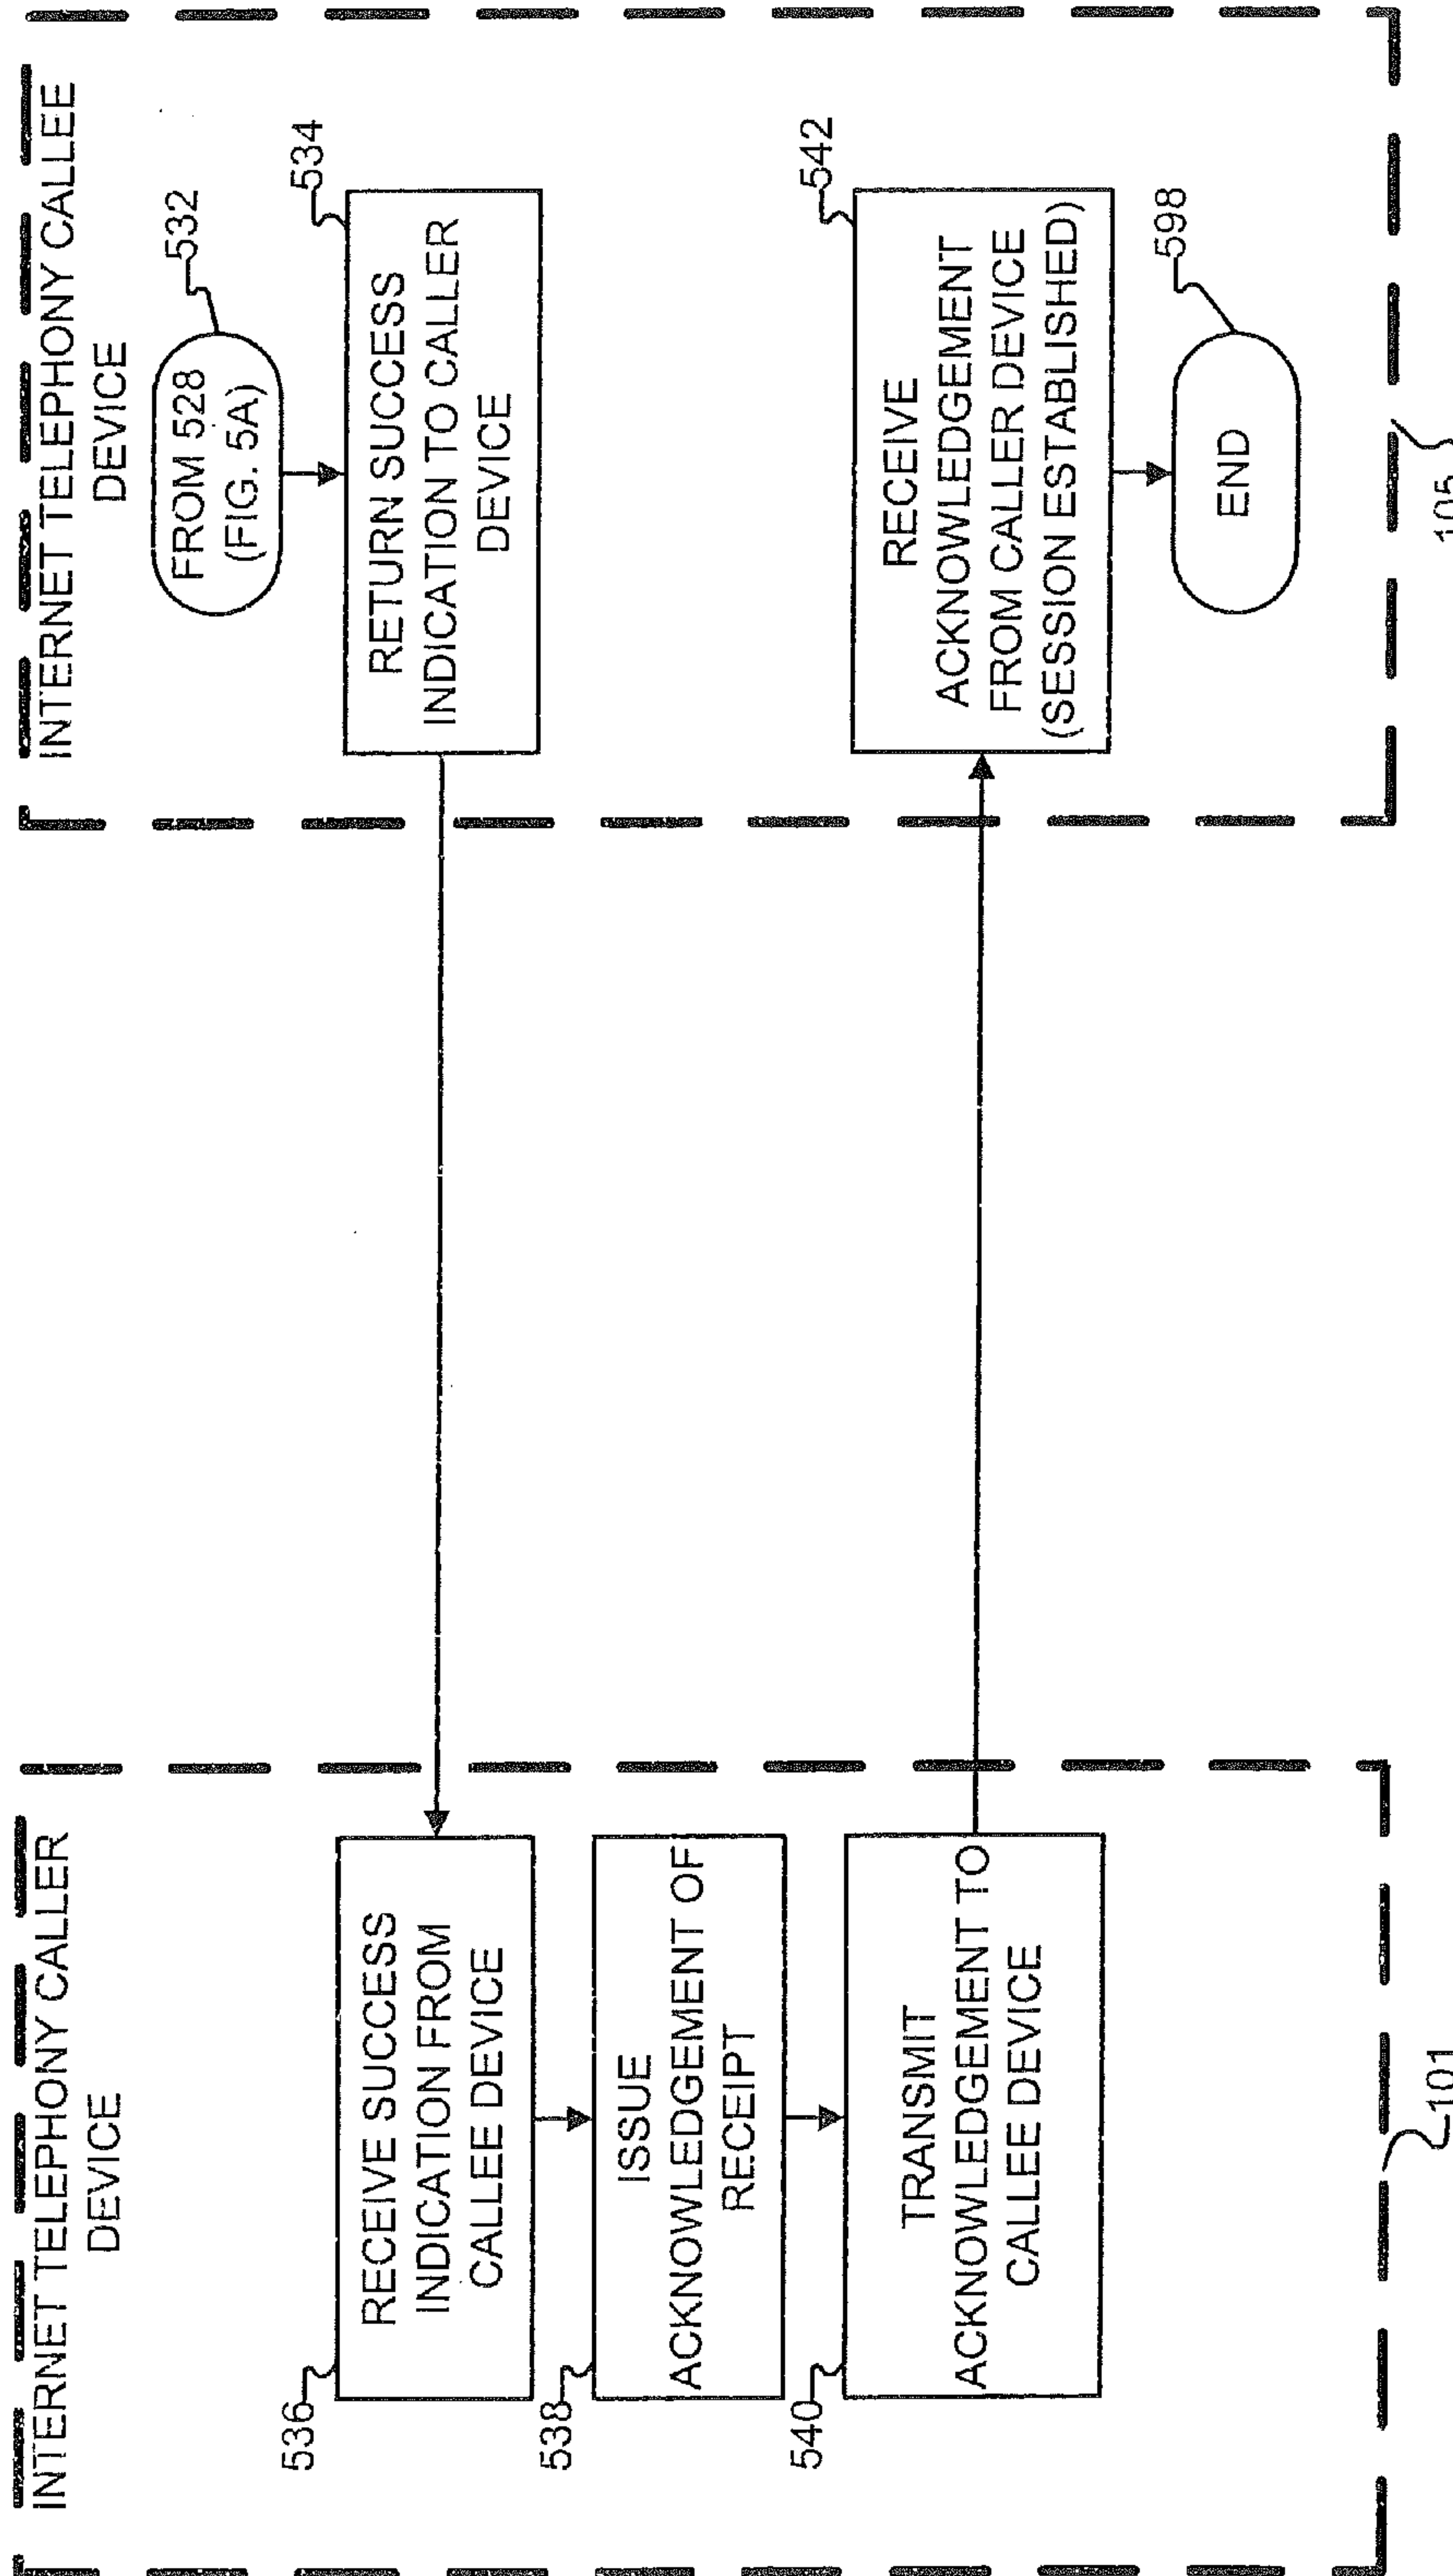 INTERNET TELEPHONY CALLER
DEVICE
536
RECEIVE SUCCESS
INDICATION FROM
CALLEE DEVICE
538
ISSUE
ACKNOWLEDGEMENT OF
RECEIPT
540
TRANSMIT
ACKNOWLEDGEMENT TO
CALLEE DEVICE
101
INTERNET TELEPHONY CALLEE
DEVICE
FROM 528
(FIG. 5A)
532
RETURN SUCCESS
INDICATION TO CALLER
DEVICE
534
RECEIVE
ACKNOWLEDGEMENT
FROM CALLER DEVICE
(SESSION ESTABLISHED)
542
END
598
105